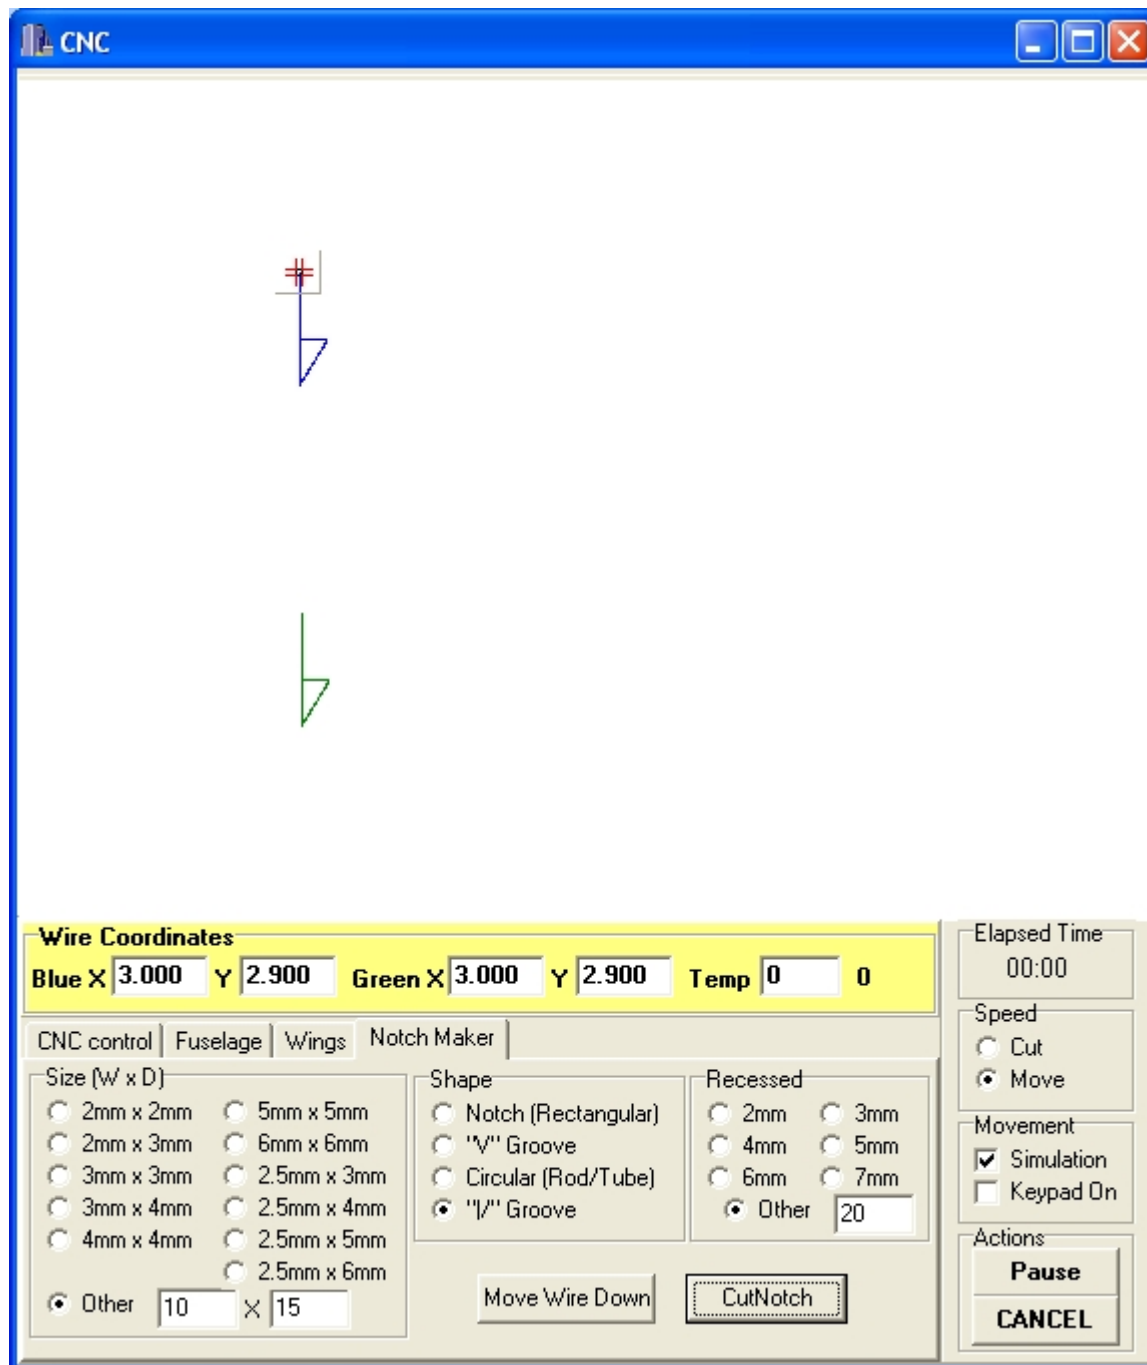 CNC
Wire Coordinates
Blue X 3.000 Y 2.900 Green X 3.000 Y 2.900 Temp 0 0
Elapsed Time
00:00
Speed
Cut
Move
Movement
Simulation
Keypad On
Actions
Pause
CANCEL
CNC control Fuselage Wings Notch Maker
Size (W x D)
2mm x 2mm 5mm x 5mm
2mm x 3mm 6mm x 6mm
3mm x 3mm 2.5mm x 3mm
3mm x 4mm 2.5mm x 4mm
4mm x 4mm 2.5mm x 5mm
2.5mm x 6mm
Other 10 X 15
Shape
Notch (Rectangular)
"V" Groove
Circular (Rod/Tube)
"|/" Groove
Recessed
2mm 3mm
4mm 5mm
6mm 7mm
Other 20
Move Wire Down CutNotch